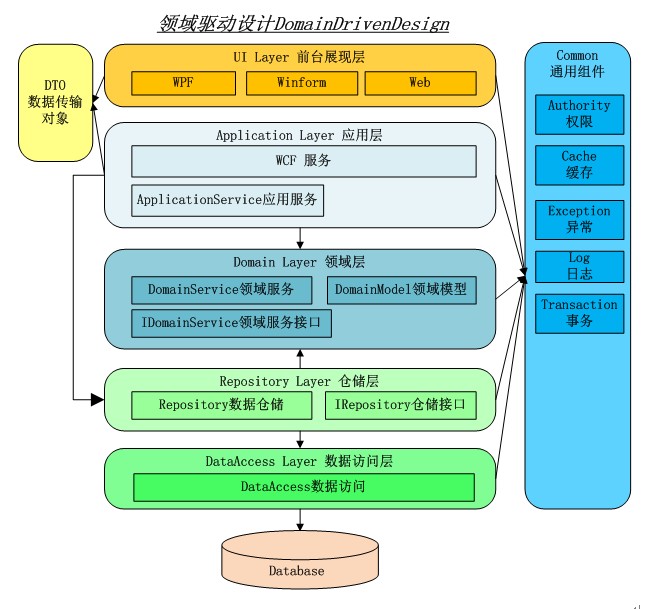 领域驱动设计DomainDrivenDesign
DTO
数据传输
对象
UI Layer 前台展现层
WPF
Winform
Web
Application Layer 应用层
WCF 服务
ApplicationService应用服务
Domain Layer 领域层
DomainService领域服务
DomainModel领域模型
IDomainService领域服务接口
Repository Layer 仓储层
Repository数据仓储
IRepository仓储接口
DataAccess Layer 数据访问层
DataAccess数据访问
Database
Common
通用组件
Authority
权限
Cache
缓存
Exception
异常
Log
日志
Transaction
事务